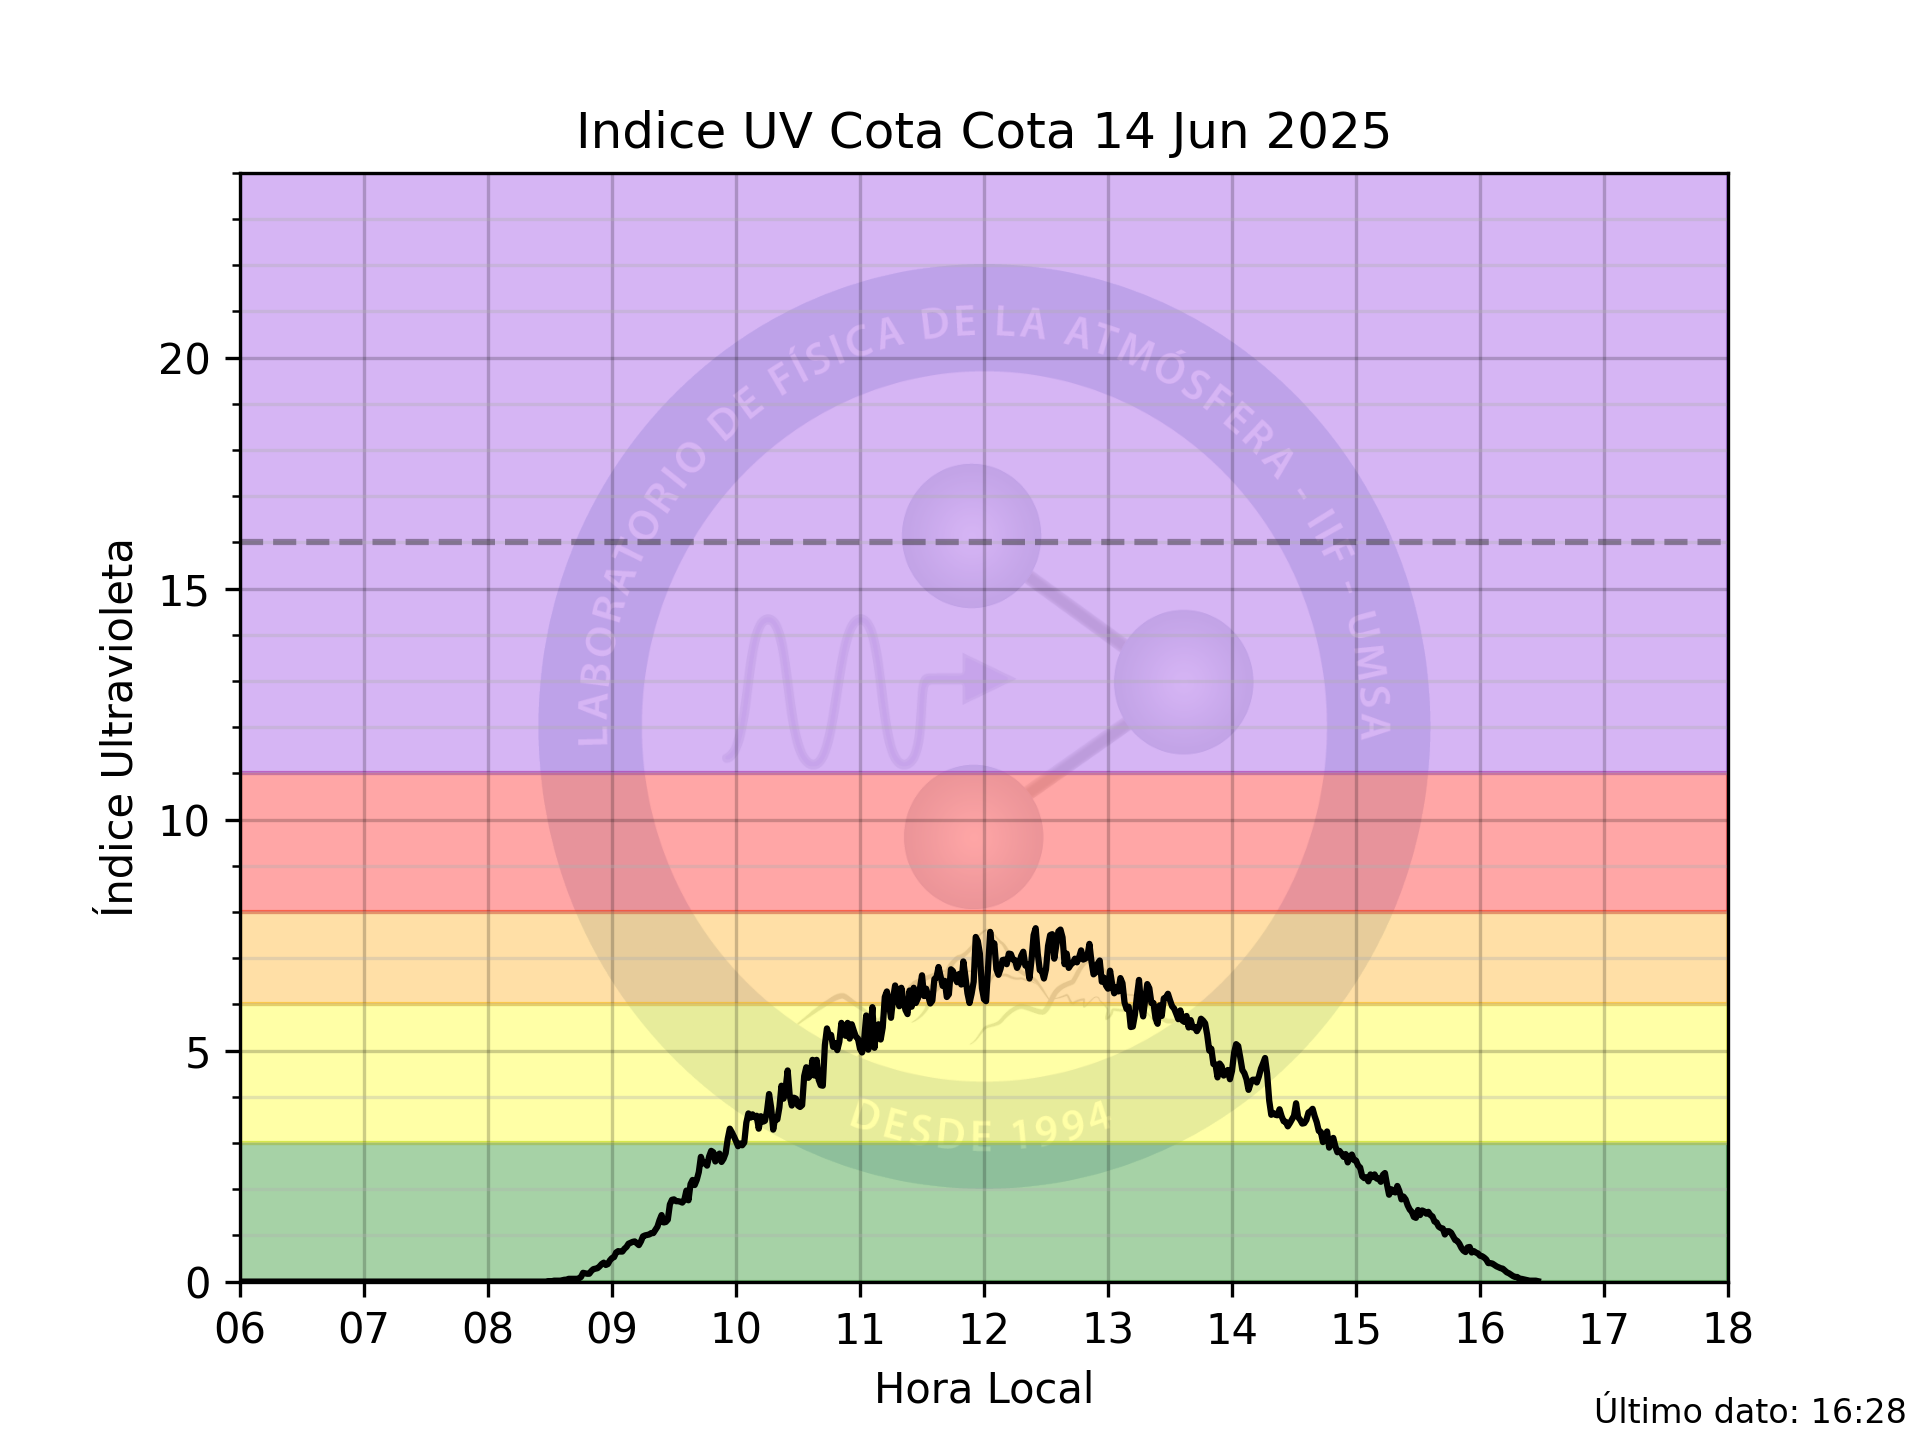 Indice UV Cota Cota 14 Jun 2025
LABORATORIO DE FÍSICA DE LA ATMÓSFERA - IIF - UMSA
20
15
10
5
0
Índice Ultravioleta
DESDE 1994
06 07 08 09 10 11 12 13 14 15 16 17 18
Hora Local
Último dato: 16:28